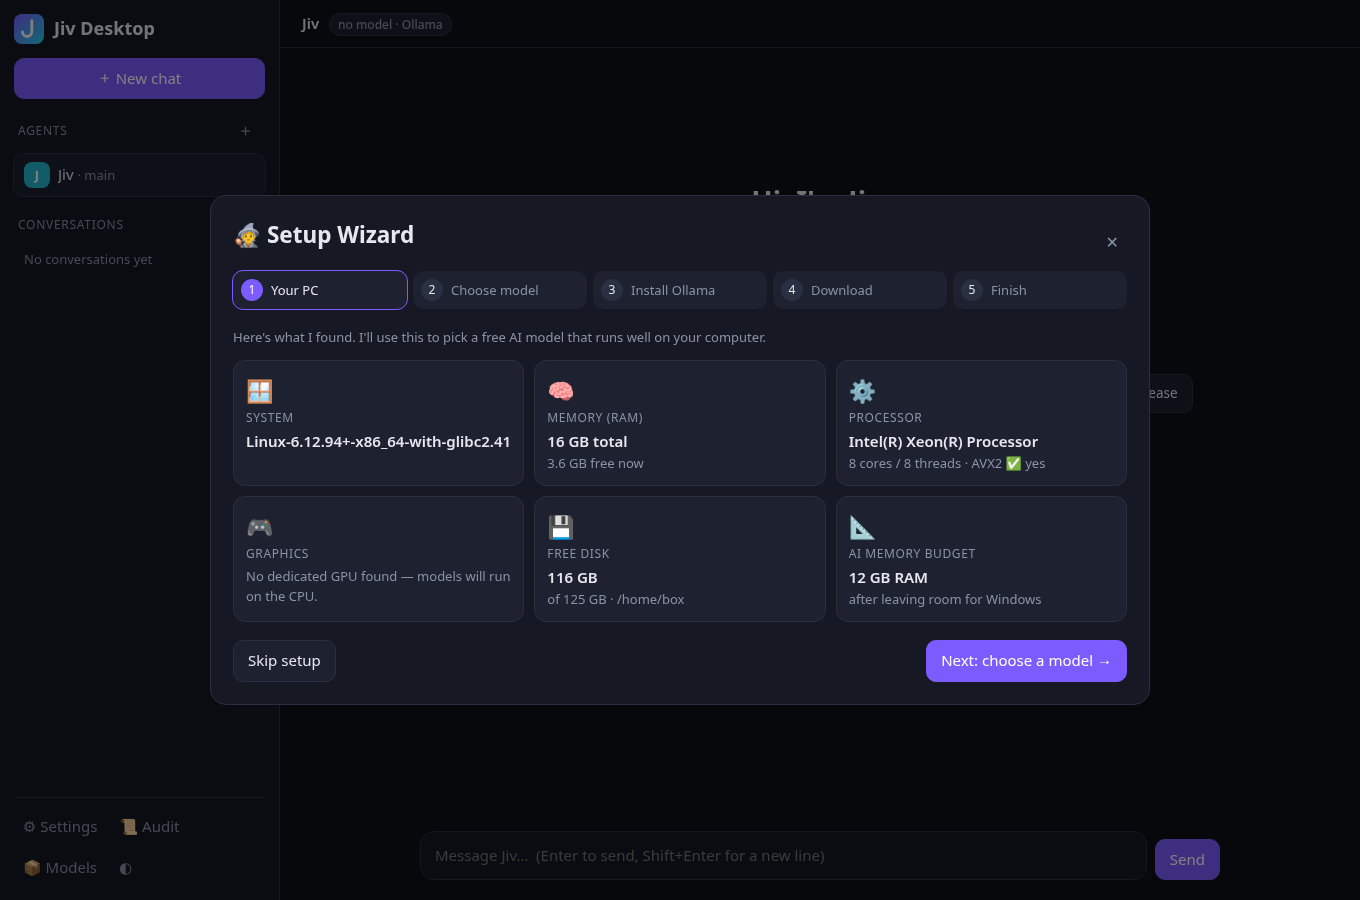 Jiv Desktop
+ New chat
AGENTS +
J Jiv · main
CONVERSATIONS
No conversations yet
⚙ Settings 📜 Audit
📦 Models ◐
Jiv no model · Ollama
🧙 Setup Wizard ✕
1 Your PC 2 Choose model 3 Install Ollama 4 Download 5 Finish
Here's what I found. I'll use this to pick a free AI model that runs well on your computer.
SYSTEM
Linux-6.12.94+-x86_64-with-glibc2.41
MEMORY (RAM)
16 GB total
3.6 GB free now
PROCESSOR
Intel(R) Xeon(R) Processor
8 cores / 8 threads · AVX2 ✅ yes
GRAPHICS
No dedicated GPU found — models will run
on the CPU.
FREE DISK
116 GB
of 125 GB · /home/box
AI MEMORY BUDGET
12 GB RAM
after leaving room for Windows
Skip setup
Next: choose a model →
Message Jiv... (Enter to send, Shift+Enter for a new line)
Send